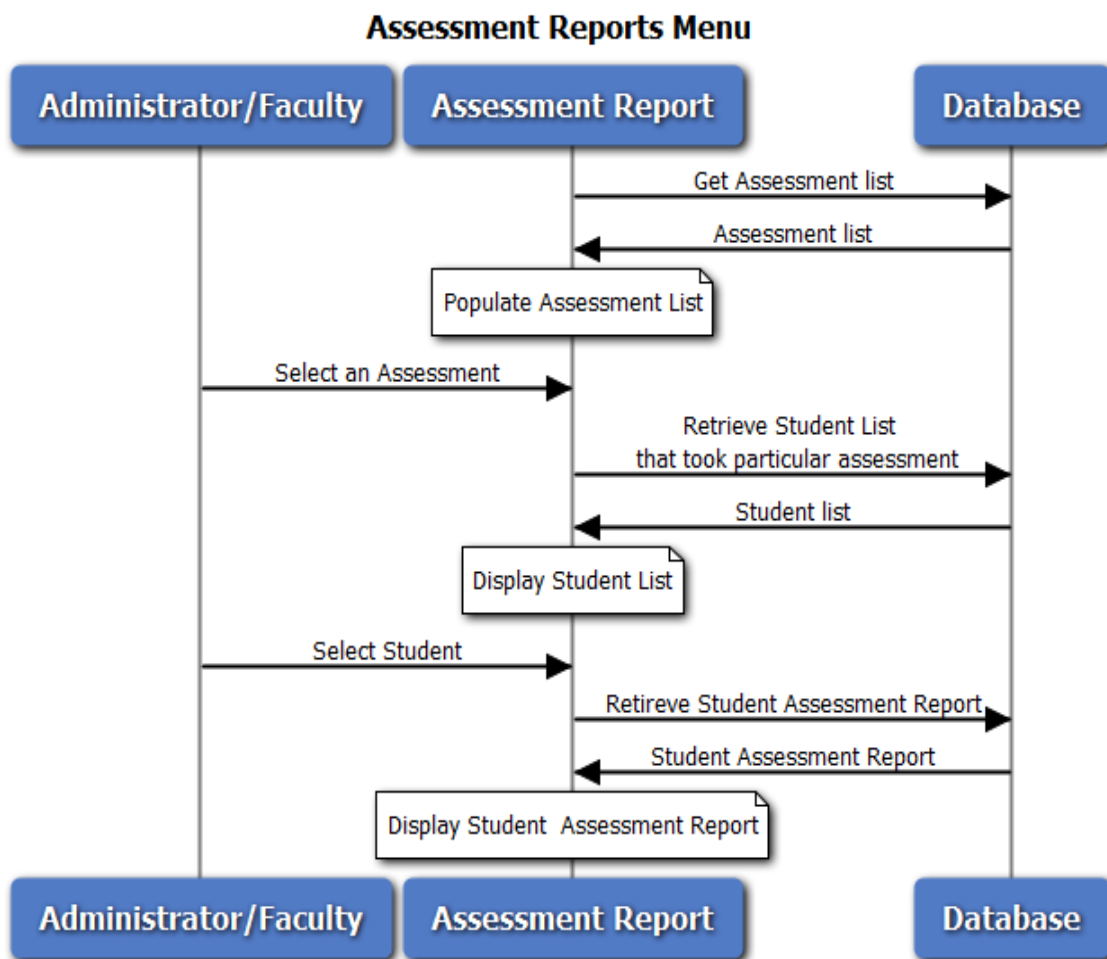 Assessment Reports Menu
Administrator/Faculty
Assessment Report
Database
Get Assessment list
Assessment list
Populate Assessment List
Select an Assessment
Retrieve Student List
that took particular assessment
Student list
Display Student List
Select Student
Retireve Student Assessment Report
Student Assessment Report
Display Student  Assessment Report
Administrator/Faculty
Assessment Report
Database